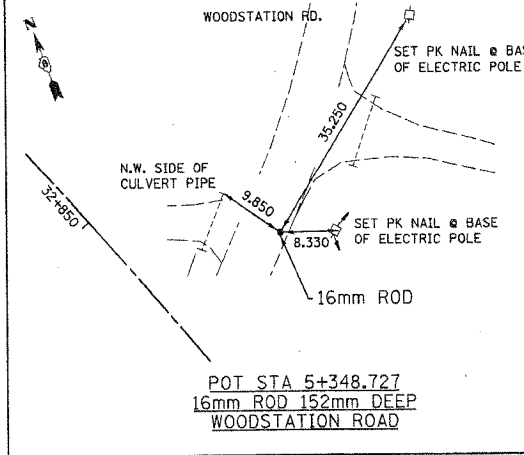 N
WOODSTATION RD.
SET PK NAIL @ BAS
OF ELECTRIC POLE
35.250
N.W. SIDE OF
CULVERT PIPE
9.850
32+850
SET PK NAIL @ BASE
OF ELECTRIC POLE
8.330
16mm ROD
POT STA 5+348.727
16mm ROD 152mm DEEP
WOODSTATION ROAD